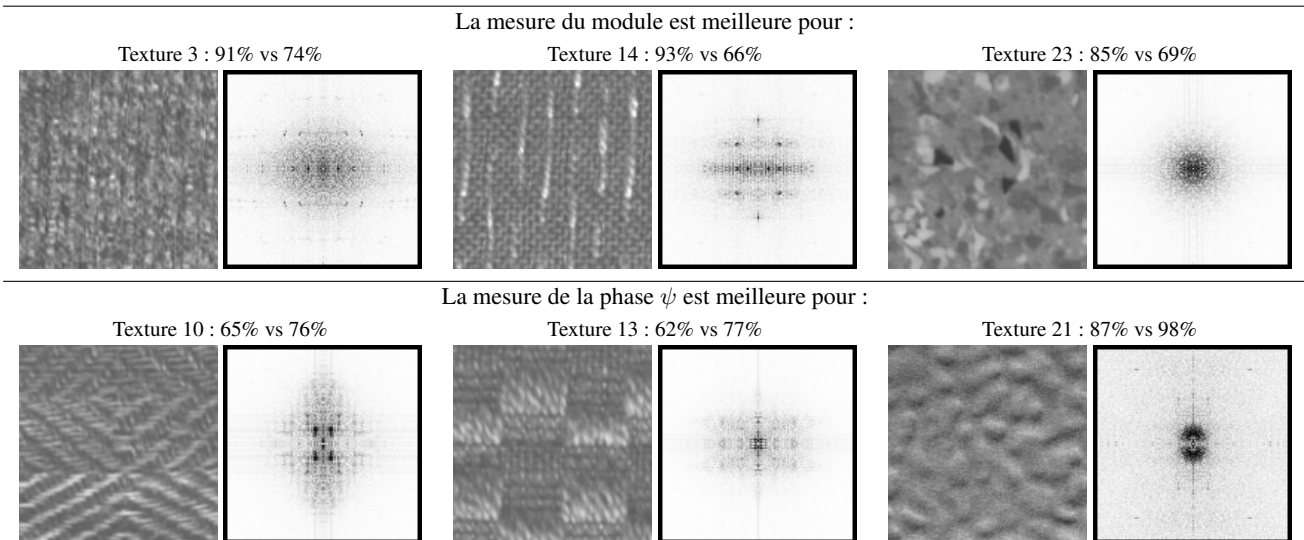 La mesure du module est meilleure pour :
Texture 3 : 91% vs 74%
Texture 14 : 93% vs 66%
Texture 23 : 85% vs 69%
La mesure de la phase ψ est meilleure pour :
Texture 10 : 65% vs 76%
Texture 13 : 62% vs 77%
Texture 21 : 87% vs 98%